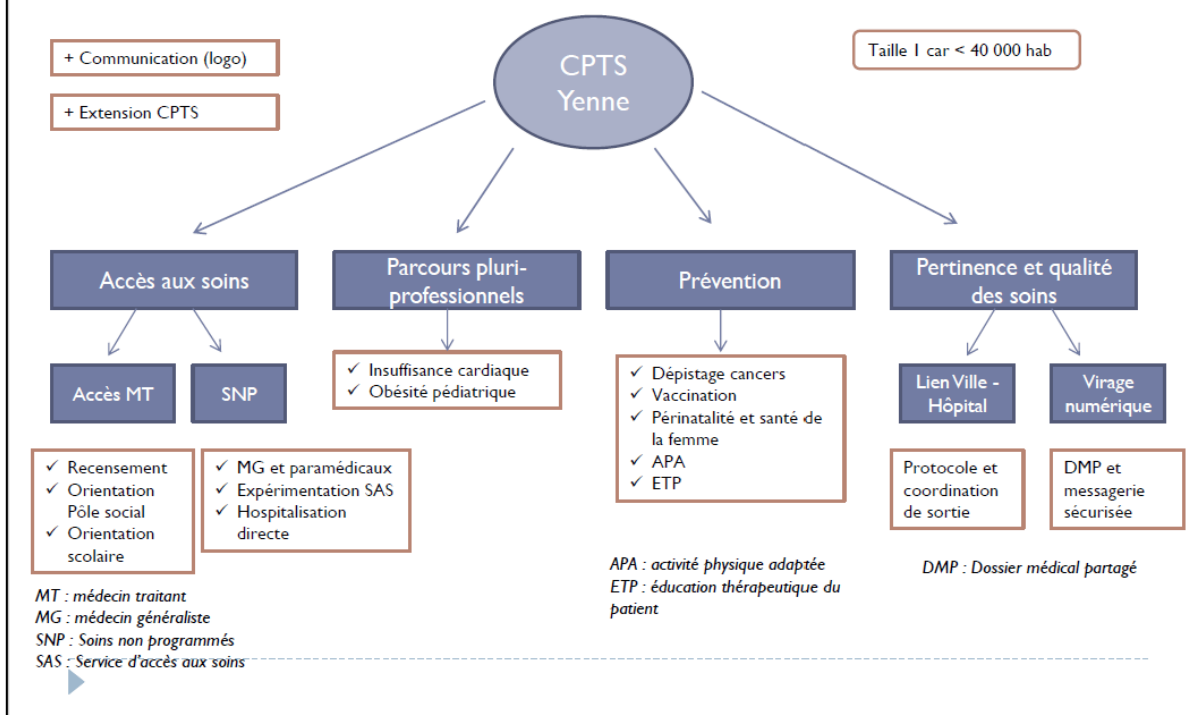 + Communication (logo)
+ Extension CPTS
CPTS
Yenne
Taille 1 car < 40 000 hab
Accès aux soins
Parcours pluri-
professionnels
Prévention
Pertinence et qualité
des soins
Accès MT
SNP
✓ Insuffisance cardiaque
✓ Obésité pédiatrique
✓ Dépistage cancers
✓ Vaccination
✓ Périnatalité et santé de
la femme
✓ APA
✓ ETP
Lien Ville -
Hôpital
Virage
numérique
✓ Recensement
✓ Orientation
Pôle social
✓ Orientation
scolaire
✓ MG et paramédicaux
✓ Expérimentation SAS
✓ Hospitalisation
directe
Protocole et
coordination
de sortie
DMP et
messagerie
sécurisée
MT : médecin traitant
MG : médecin généraliste
SNP : Soins non programmés
SAS : Service d'accès aux soins
APA : activité physique adaptée
ETP : éducation thérapeutique du
patient
DMP : Dossier médical partagé